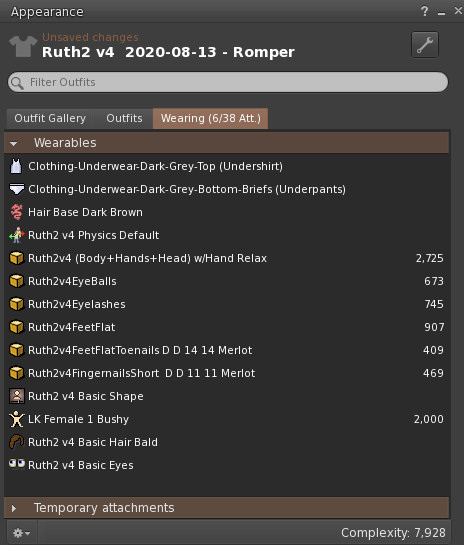 Appearance
Unsaved changes
Ruth2 v4 2020-08-13 - Romper
Filter Outfits
Outfit Gallery Outfits Wearing (6/38 Att.)
Wearables
Clothing-Underwear-Dark-Grey-Top (Undershirt)
Clothing-Underwear-Dark-Grey-Bottom-Briefs (Underpants)
Hair Base Dark Brown
Ruth2 v4 Physics Default
Ruth2v4 (Body+Hands+Head) w/Hand Relax 2,725
Ruth2v4EyeBalls 673
Ruth2v4Eyelashes 745
Ruth2v4FeetFlat 907
Ruth2v4FeetFlatToenails D D 14 14 Merlot 409
Ruth2v4FingernailsShort D D 11 11 Merlot 469
Ruth2 v4 Basic Shape
LK Female 1 Bushy 2,000
Ruth2 v4 Basic Hair Bald
Ruth2 v4 Basic Eyes
Temporary attachments
Complexity: 7,928